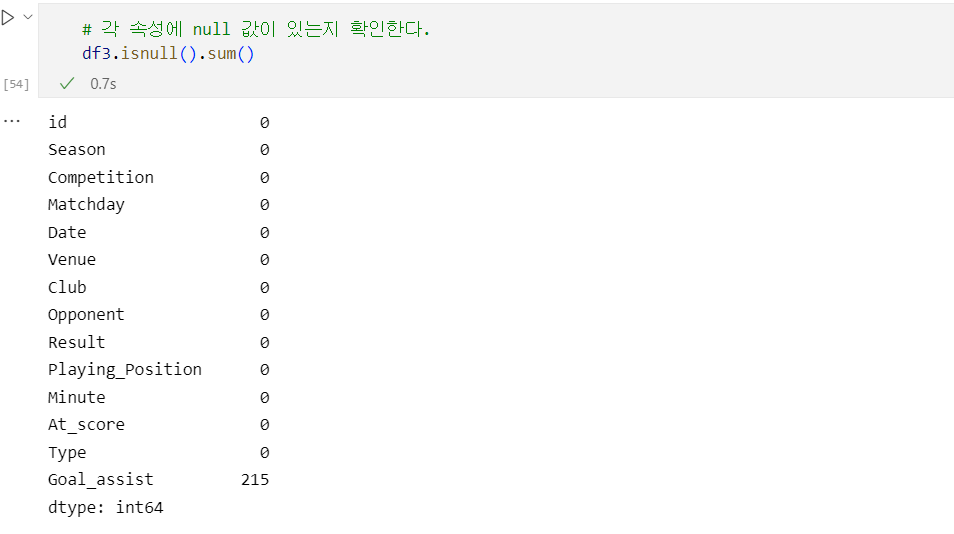 # 각 속성에 null 값이 있는지 확인한다.
df3.isnull().sum()
[54] 0.7s
...
id 0
Season 0
Competition 0
Matchday 0
Date 0
Venue 0
Club 0
Opponent 0
Result 0
Playing_Position 0
Minute 0
At_score 0
Type 0
Goal_assist 215
dtype: int64